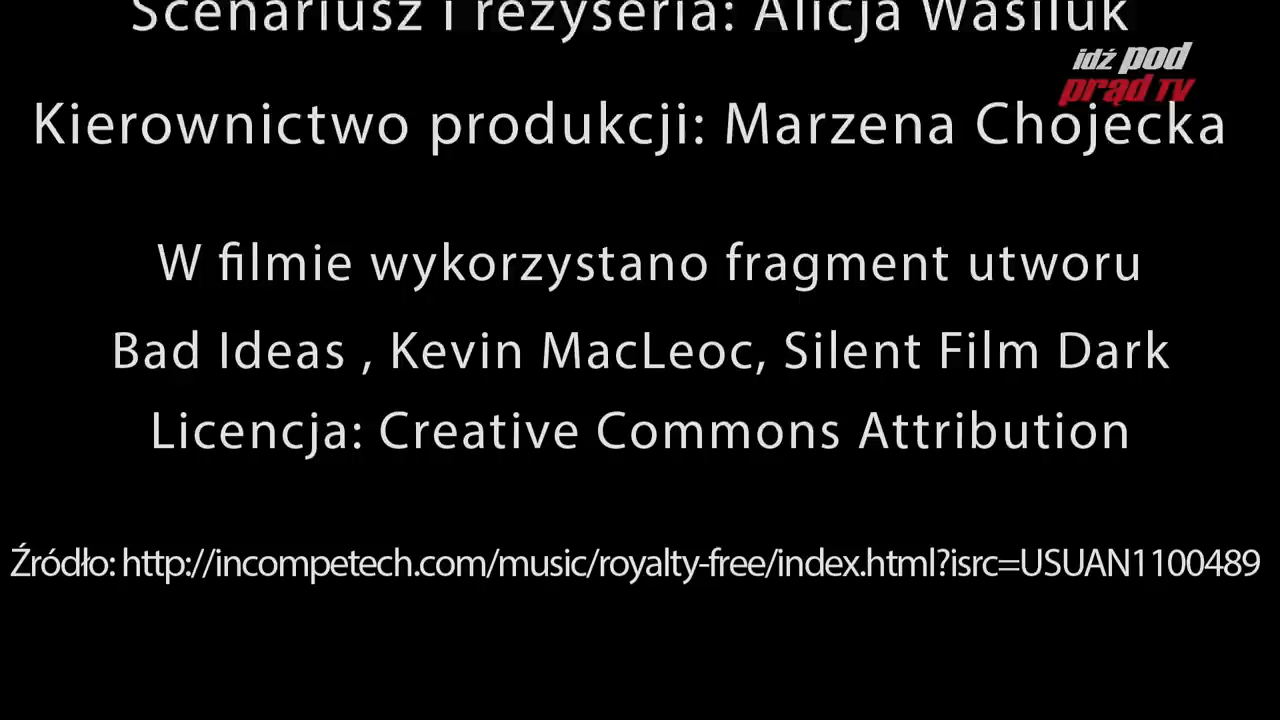 Scenariusz i reżyseria: Alicja Wasiluk
idź pod
prąd TV
Kierownictwo produkcji: Marzena Chojecka
W filmie wykorzystano fragment utworu
Bad Ideas , Kevin MacLeoc, Silent Film Dark
Licencja: Creative Commons Attribution
Źródło: http://incompetech.com/music/royalty-free/index.html?isrc=USUAN1100489